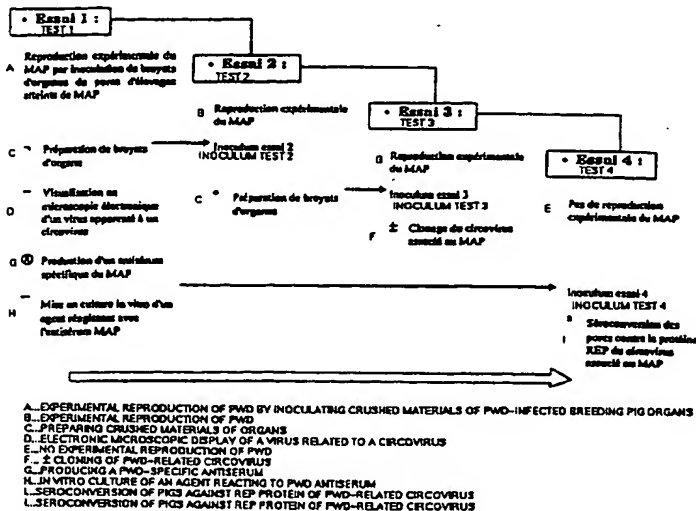 • Essai 1 :
TEST 1
A Reproduction expérimentale du
MAP par inoculation de broyats
d'organes de porcs d'élevages
atteints de MAP
• Essai 2 :
TEST 2
B Reproduction expérimentale
du MAP
• Essai 3 :
TEST 3
C Préparation de broyats
d'organe
Inoculum essai 2
INOCULUM TEST 2
Reproduction expérimentale
du MAP
• Essai 4 :
TEST 4
D Visualisation en
microscopie électronique
d'un virus apparenté à un
circovirus
C • Préparation de broyats
d'organes
Inoculum essai 3
INOCULUM TEST 3
F ± Clonage du circovirus
associé au MAP
E Pas de reproduction
expérimentale du MAP
G Production d'un antisérum
spécifique du MAP
H Mise en culture in vitro d'un
agent réagissant avec
l'antisérum MAP
Inoculum essai 4
INOCULUM TEST 4
I Séroconversion des
porcs contre la protéine
REP du circovirus
associé au MAP
A...EXPERIMENTAL REPRODUCTION OF PWD BY INOCULATING CRUSHED MATERIALS OF PWD-INFECTED BREEDING PIG ORGANS
B...EXPERIMENTAL REPRODUCTION OF PWD
C...PREPARING CRUSHED MATERIALS OF ORGANS
D...ELECTRONIC MICROSCOPIC DISPLAY OF A VIRUS RELATED TO A CIRCOVIRUS
E...NO EXPERIMENTAL REPRODUCTION OF PWD
F... ± CLONING OF PWD-RELATED CIRCOVIRUS
G...PRODUCING A PWD-SPECIFIC ANTISERUM
H...IN VITRO CULTURE OF AN AGENT REACTING TO PWD ANTISERUM
I...SEROCONVERSION OF PIGS AGAINST REP PROTEIN OF PWD-RELATED CIRCOVIRUS
I...SEROCONVERSION OF PIGS AGAINST REP PROTEIN OF PWD-RELATED CIRCOVIRUS